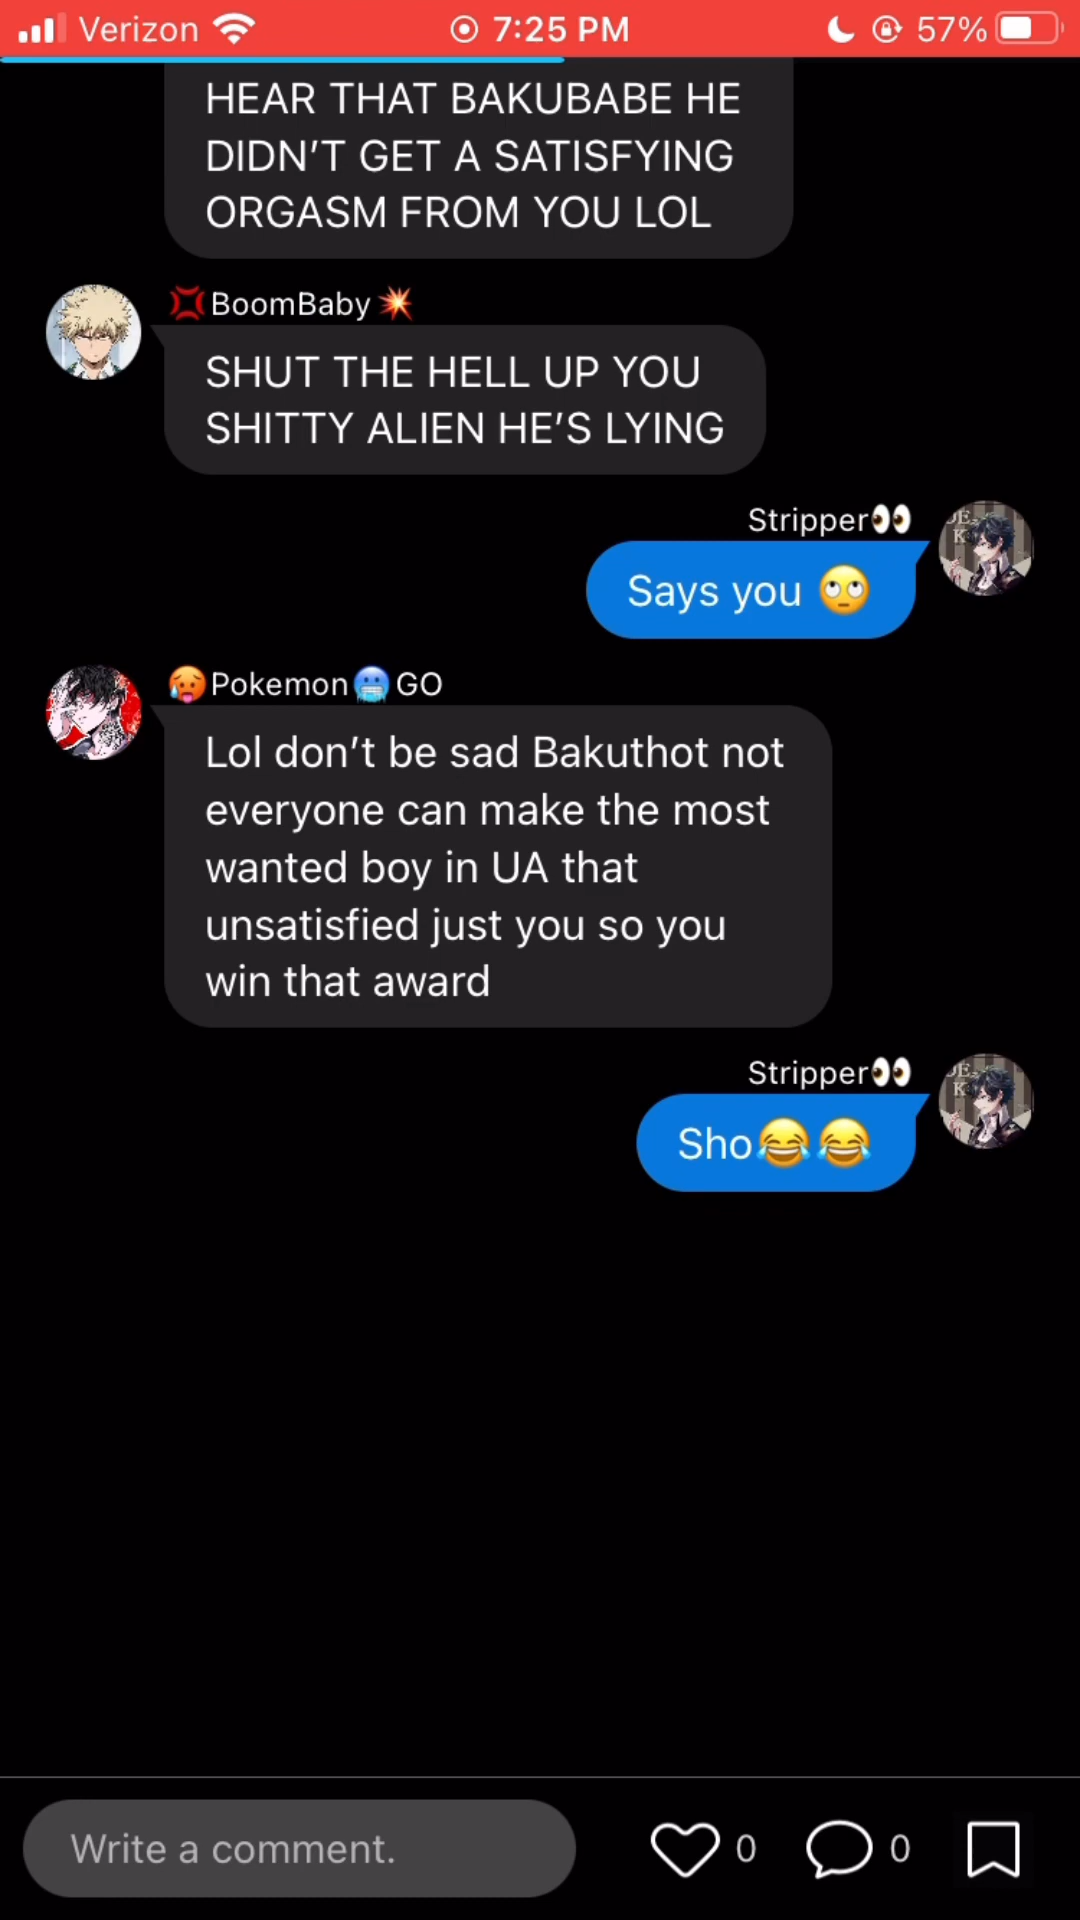 Verizon 7:25 PM 57%
HEAR THAT BAKUBABE HE
DIDN'T GET A SATISFYING
ORGASM FROM YOU LOL
💢BoomBaby💥
SHUT THE HELL UP YOU
SHITTY ALIEN HE'S LYING
Stripper👀
Says you 🙄
🥵Pokemon🥶GO
Lol don't be sad Bakuthot not
everyone can make the most
wanted boy in UA that
unsatisfied just you so you
win that award
Stripper👀
Sho😂😂
Write a comment. 0 0